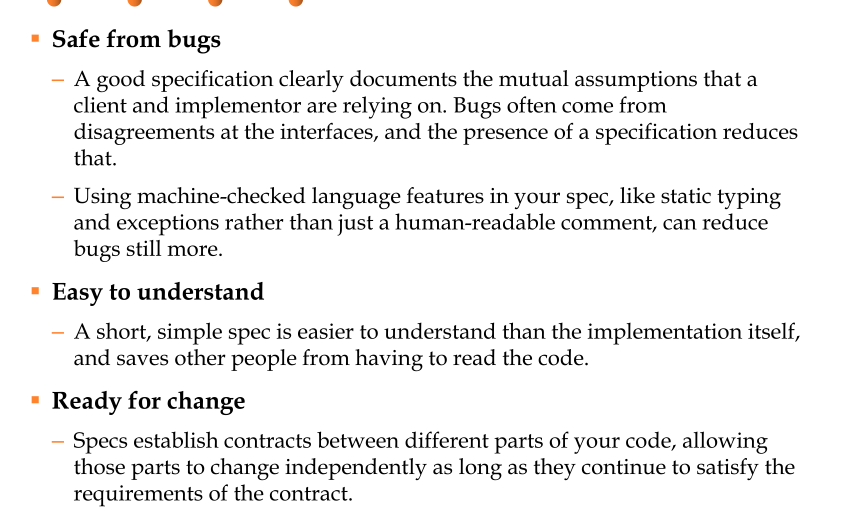 Safe from bugs
– A good specification clearly documents the mutual assumptions that a
client and implementor are relying on. Bugs often come from
disagreements at the interfaces, and the presence of a specification reduces
that.
– Using machine-checked language features in your spec, like static typing
and exceptions rather than just a human-readable comment, can reduce
bugs still more.
Easy to understand
– A short, simple spec is easier to understand than the implementation itself,
and saves other people from having to read the code.
Ready for change
– Specs establish contracts between different parts of your code, allowing
those parts to change independently as long as they continue to satisfy the
requirements of the contract.